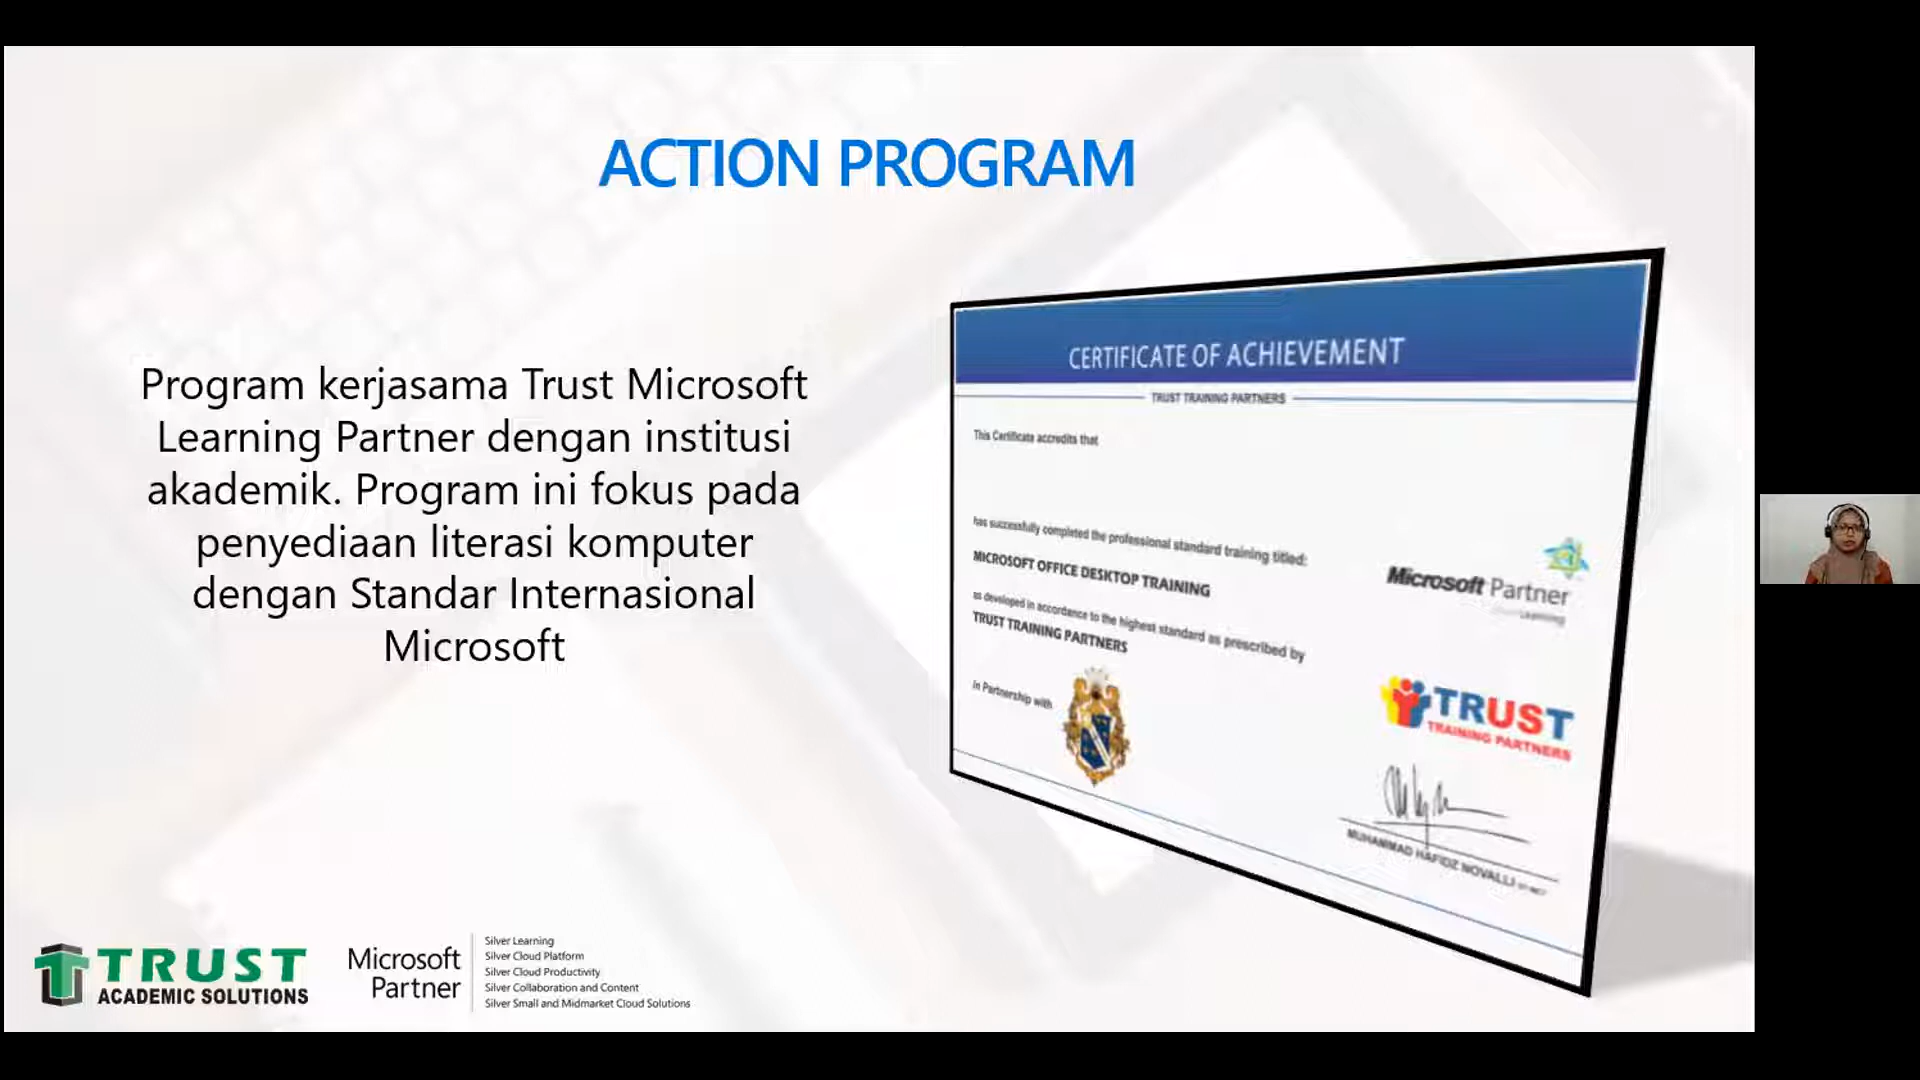 ACTION PROGRAM
Program kerjasama Trust Microsoft
Learning Partner dengan institusi
akademik. Program ini fokus pada
penyediaan literasi komputer
dengan Standar Internasional
Microsoft
CERTIFICATE OF ACHIEVEMENT
TRUST TRAINING PARTNERS
This Certificate accredits that
has successfully completed the professional standard training titled:
MICROSOFT OFFICE DESKTOP TRAINING
as developed in accordance to the highest standard as prescribed by
TRUST TRAINING PARTNERS
in Partnership with
Microsoft Partner
Learning
TRUST
TRAINING PARTNERS
MUHAMMAD HAFIDZ NOVALLI
TRUST
ACADEMIC SOLUTIONS
Microsoft
Partner
Silver Learning
Silver Cloud Platform
Silver Cloud Productivity
Silver Collaboration and Content
Silver Small and Midmarket Cloud Solutions